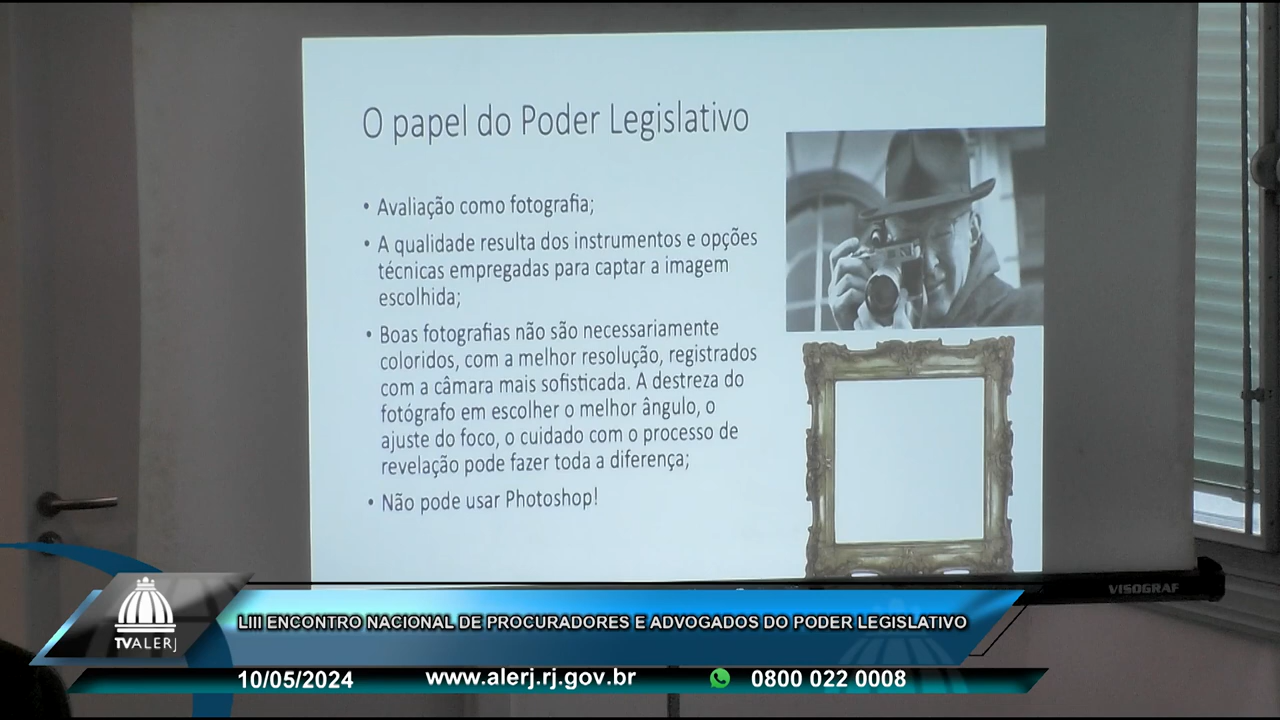 O papel do Poder Legislativo
• Avaliação como fotografia;
• A qualidade resulta dos instrumentos e opções
técnicas empregadas para captar a imagem
escolhida;
• Boas fotografias não são necessariamente
coloridos, com a melhor resolução, registrados
com a câmara mais sofisticada. A destreza do
fotógrafo em escolher o melhor ângulo, o
ajuste do foco, o cuidado com o processo de
revelação pode fazer toda a diferença;
• Não pode usar Photoshop!
VISOGRAF
TVALERJ
LIII ENCONTRO NACIONAL DE PROCURADORES E ADVOGADOS DO PODER LEGISLATIVO
10/05/2024
www.alerj.rj.gov.br
0800 022 0008